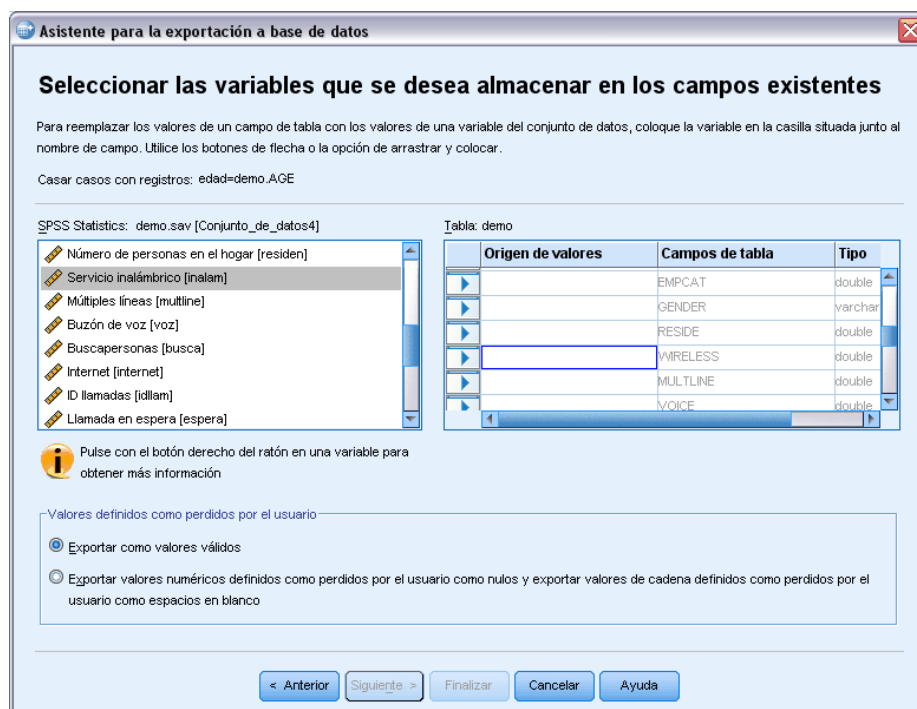 Asistente para la exportación a base de datos
Seleccionar las variables que se desea almacenar en los campos existentes
Para reemplazar los valores de un campo de tabla con los valores de una variable del conjunto de datos, coloque la variable en la casilla situada junto al
nombre de campo. Utilice los botones de flecha o la opción de arrastrar y colocar.
Casar casos con registros: edad=demo.AGE
SPSS Statistics: demo.sav [Conjunto_de_datos4]
Número de personas en el hogar [residen]
Servicio inalámbrico [inalam]
Múltiples líneas [multline]
Buzón de voz [voz]
Buscapersonas [busca]
Internet [internet]
ID llamadas [idllam]
Llamada en espera [espera]
Tabla: demo
Origen de valores Campos de tabla Tipo
EMPCAT double
GENDER varchar
RESIDE double
WIRELESS double
MULTLINE double
VOICE double
Pulse con el botón derecho del ratón en una variable para
obtener más información
Valores definidos como perdidos por el usuario
Exportar como valores válidos
Exportar valores numéricos definidos como perdidos por el usuario como nulos y exportar valores de cadena definidos como perdidos por el
usuario como espacios en blanco
< Anterior Siguiente > Finalizar Cancelar Ayuda